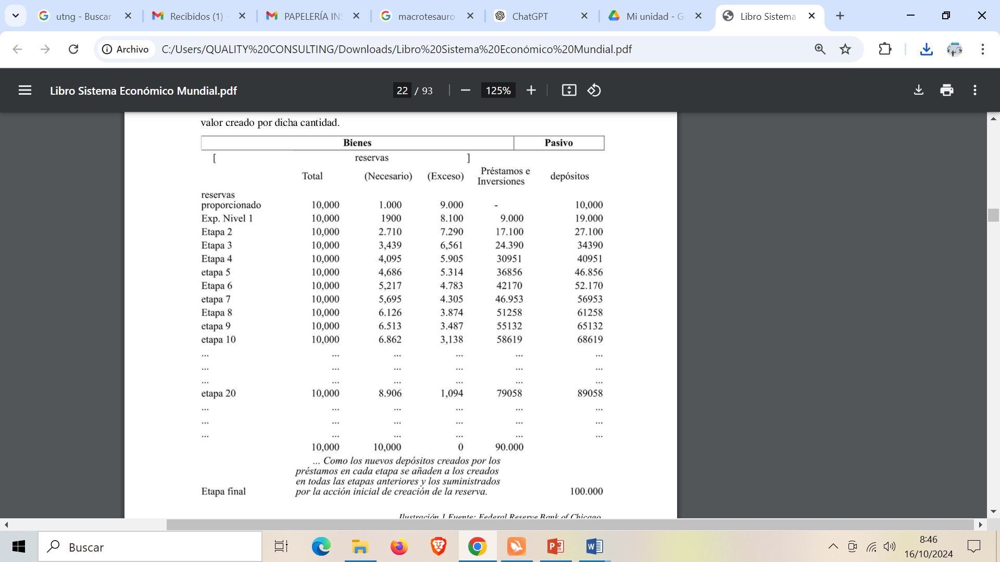 utng - Buscar
Recibidos (1) -
PAPELERÍA INS
macrotesauro
ChatGPT
Mi unidad - G
Libro Sistema
Archivo C:/Users/QUALITY%20CONSULTING/Downloads/Libro%20Sistema%20Económico%20Mundial.pdf
Libro Sistema Económico Mundial.pdf 22 / 93 125%
valor creado por dicha cantidad.
Bienes Pasivo
[ reservas ]
Total (Necesario) (Exceso) Préstamos e Inversiones depósitos
reservas
proporcionado 10,000 1.000 9.000 - 10,000
Exp. Nivel 1 10,000 1900 8.100 9.000 19.000
Etapa 2 10,000 2.710 7.290 17.100 27.100
Etapa 3 10,000 3,439 6,561 24.390 34390
Etapa 4 10,000 4,095 5.905 30951 40951
etapa 5 10,000 4,686 5.314 36856 46.856
Etapa 6 10,000 5,217 4.783 42170 52.170
etapa 7 10,000 5,695 4.305 46.953 56953
Etapa 8 10,000 6.126 3.874 51258 61258
etapa 9 10,000 6.513 3.487 55132 65132
etapa 10 10,000 6.862 3,138 58619 68619
... ... ... ... ... ...
... ... ... ... ... ...
... ... ... ... ... ...
etapa 20 10,000 8.906 1,094 79058 89058
... ... ... ... ... ...
... ... ... ... ... ...
... ... ... ... ... ...
10,000 10,000 0 90.000
... Como los nuevos depósitos creados por los
préstamos en cada etapa se añaden a los creados
en todas las etapas anteriores y los suministrados
Etapa final por la acción inicial de creación de la reserva. 100.000
Ilustración 1 Fuente: Federal Reserve Bank of Chicago
Buscar
8:46
16/10/2024